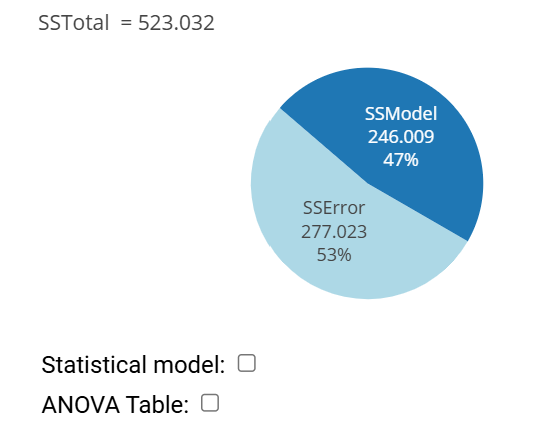 SSTotal = 523.032
SSModel
246.009
47%
SSError
277.023
53%
Statistical model:
ANOVA Table: